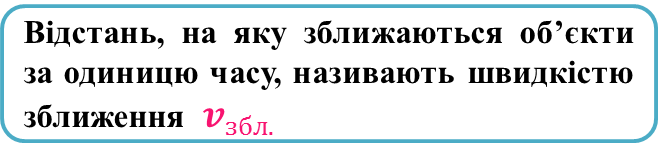 Відстань, на яку зближаються об’єкти
за одиницю часу, називають швидкістю
зближення v збл.